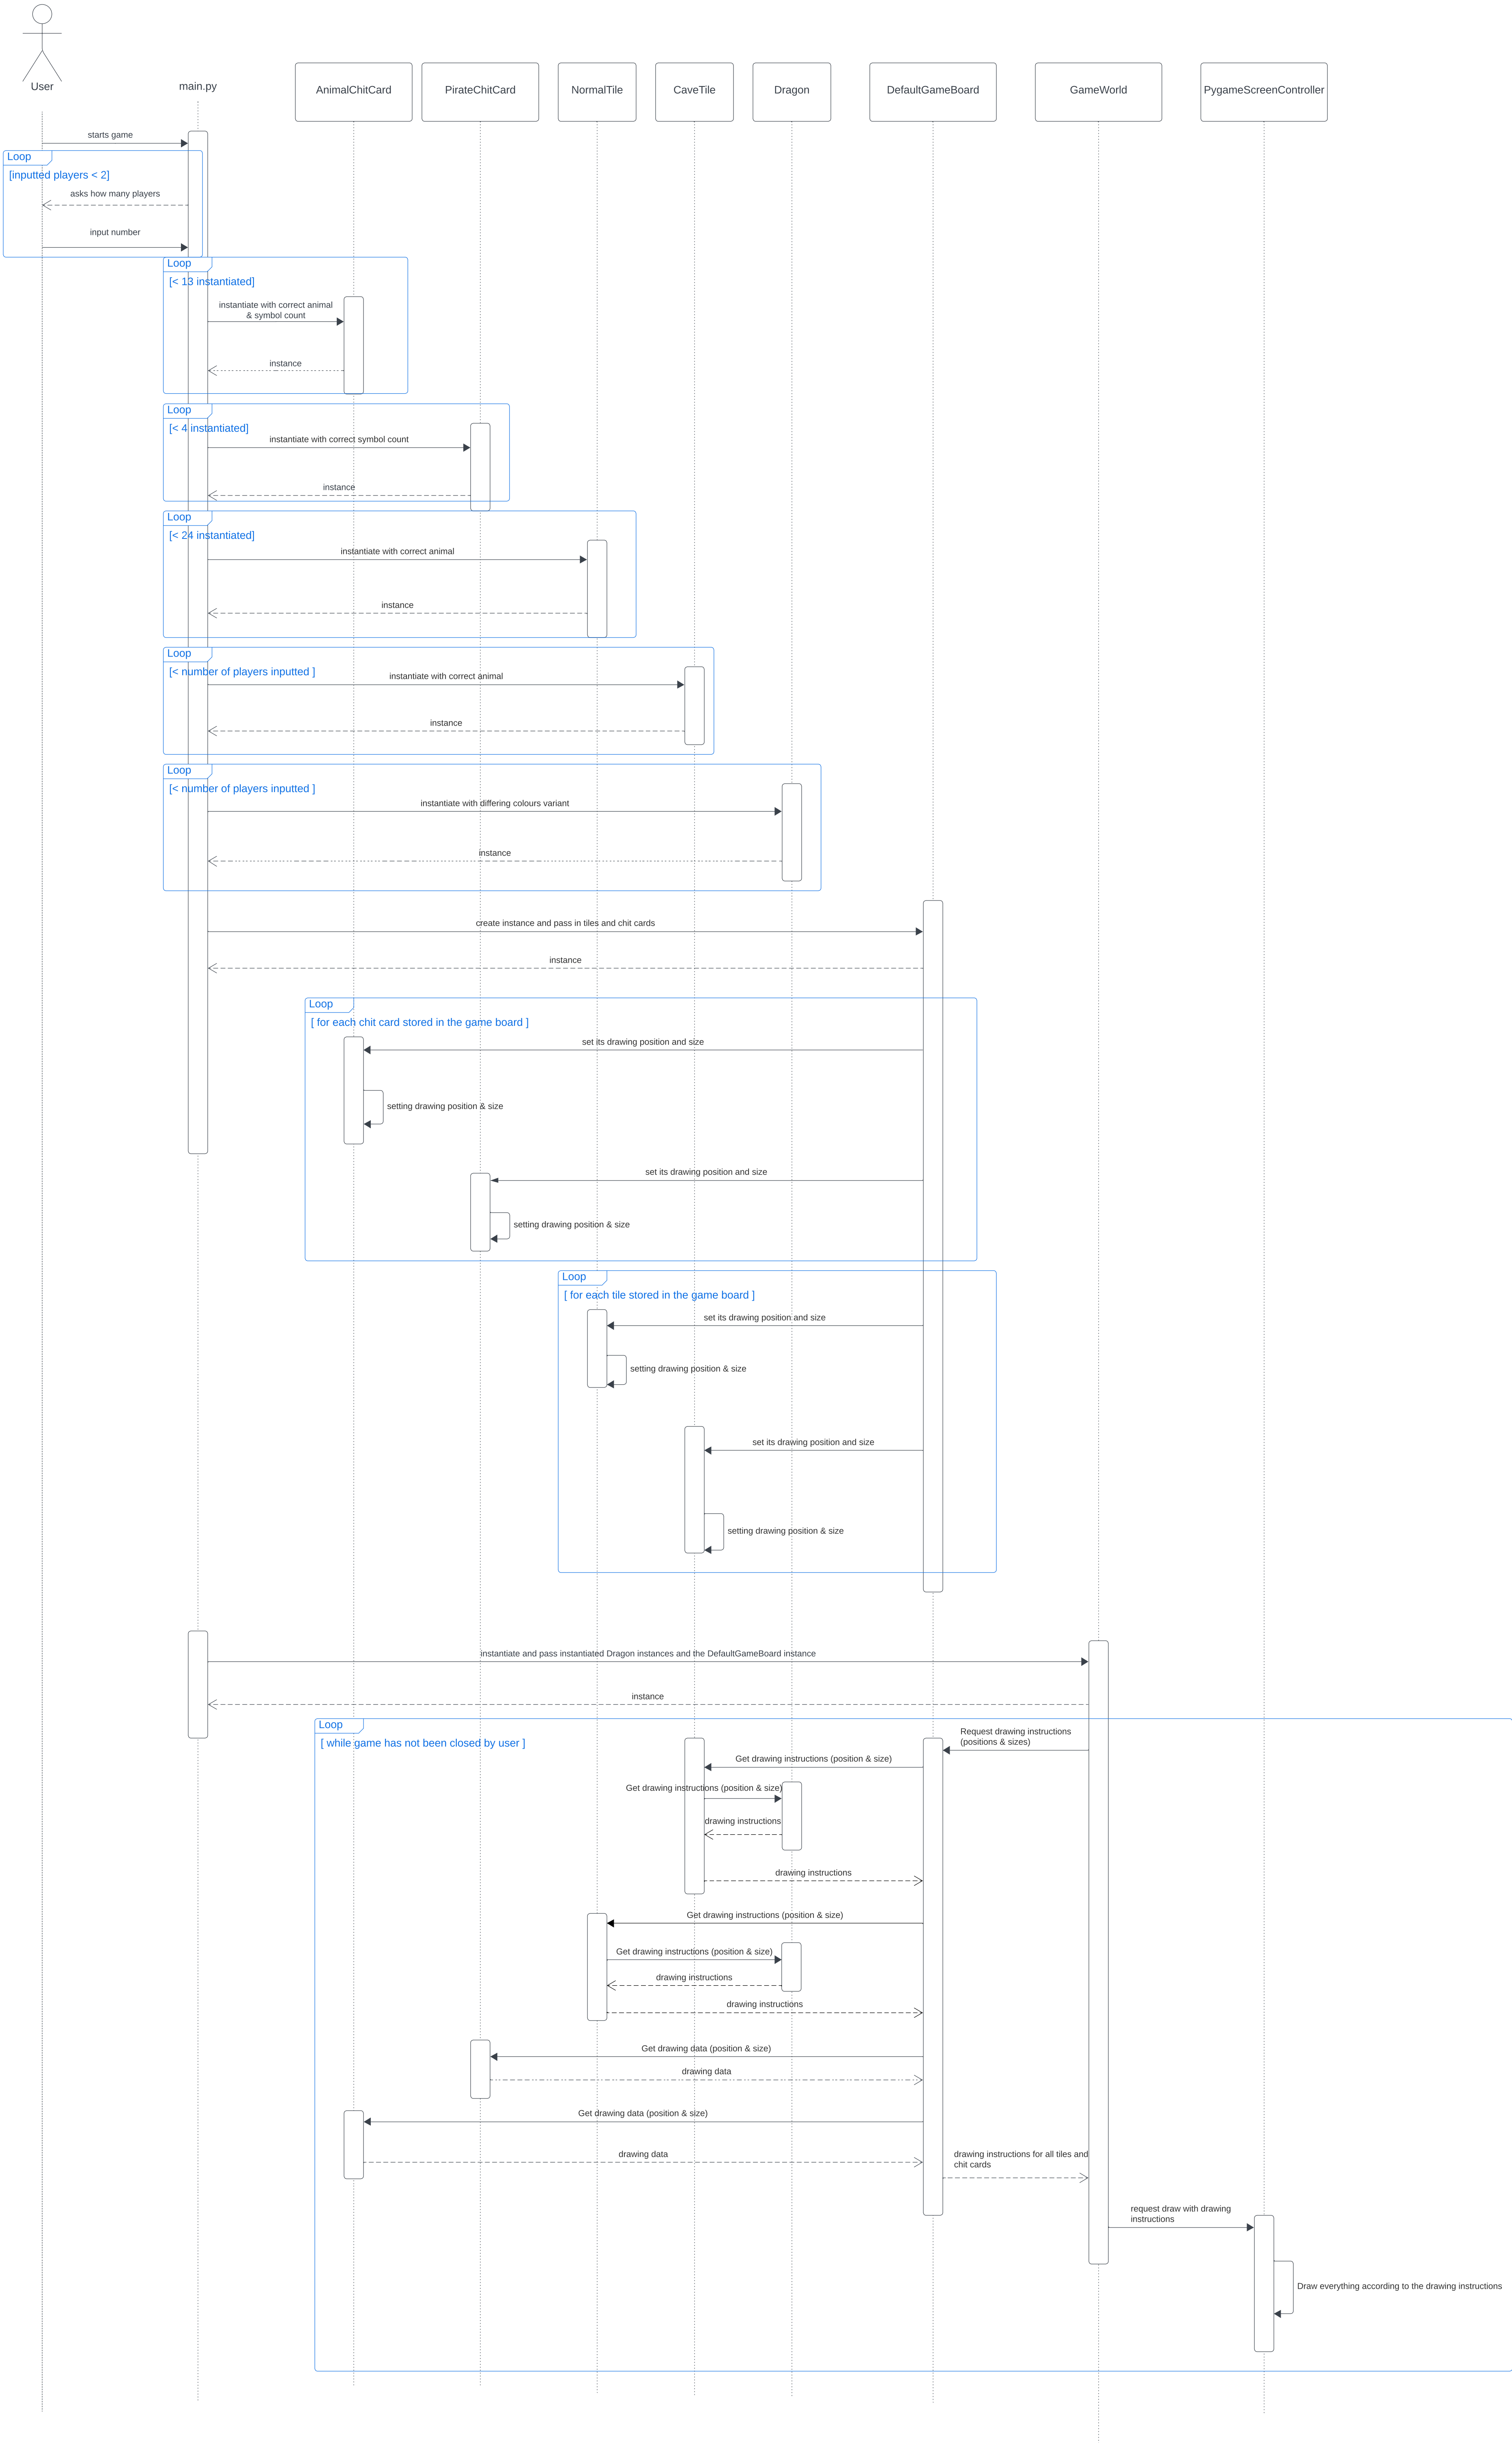 User
main.py
AnimalChitCard
PirateChitCard
NormalTile
CaveTile
Dragon
DefaultGameBoard
GameWorld
PygameScreenController
starts game
Loop
[inputted players < 2]
asks how many players
input number
Loop
[< 13 instantiated]
instantiate with correct animal
& symbol count
instance
Loop
[< 4 instantiated]
instantiate with correct symbol count
instance
Loop
[< 24 instantiated]
instantiate with correct animal
instance
Loop
[< number of players inputted ]
instantiate with correct animal
instance
Loop
[< number of players inputted ]
instantiate with differing colours variant
instance
create instance and pass in tiles and chit cards
instance
Loop
[ for each chit card stored in the game board ]
set its drawing position and size
setting drawing position & size
set its drawing position and size
setting drawing position & size
Loop
[ for each tile stored in the game board ]
set its drawing position and size
setting drawing position & size
set its drawing position and size
setting drawing position & size
instantiate and pass instantiated Dragon instances and the DefaultGameBoard instance
instance
Loop
[ while game has not been closed by user ]
Request drawing instructions
(positions & sizes)
Get drawing instructions (position & size)
Get drawing instructions (position & size)
drawing instructions
drawing instructions
Get drawing instructions (position & size)
Get drawing instructions (position & size)
drawing instructions
drawing instructions
Get drawing data (position & size)
drawing data
Get drawing data (position & size)
drawing data
drawing instructions for all tiles and
chit cards
request draw with drawing
instructions
Draw everything according to the drawing instructions